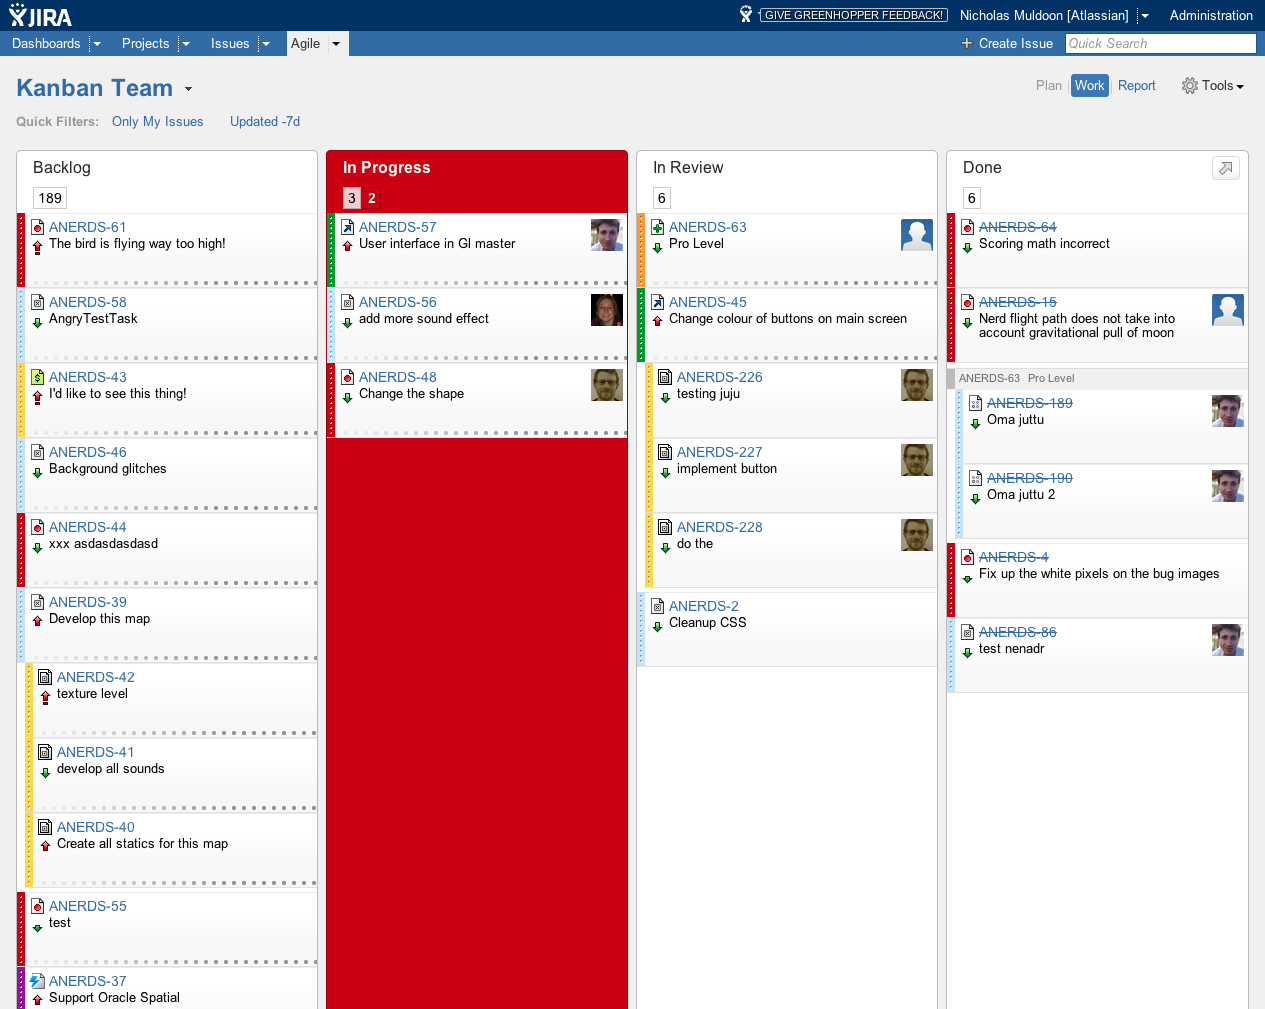 JIRA
GIVE GREENHOPPER FEEDBACK!
Nicholas Muldoon [Atlassian]
Administration
Dashboards
Projects
Issues
Agile
Create Issue
Quick Search
Kanban Team
Plan
Work
Report
Tools
Quick Filters:
Only My Issues
Updated -7d
Backlog
189
ANERDS-61
The bird is flying way too high!
ANERDS-58
AngryTestTask
ANERDS-43
I'd like to see this thing!
ANERDS-46
Background glitches
ANERDS-44
xxx asdasdasdasd
ANERDS-39
Develop this map
ANERDS-42
texture level
ANERDS-41
develop all sounds
ANERDS-40
Create all statics for this map
ANERDS-55
test
ANERDS-37
Support Oracle Spatial
In Progress
3 2
ANERDS-57
User interface in GI master
ANERDS-56
add more sound effect
ANERDS-48
Change the shape
In Review
6
ANERDS-63
Pro Level
ANERDS-45
Change colour of buttons on main screen
ANERDS-226
testing juju
ANERDS-227
implement button
ANERDS-228
do the
ANERDS-2
Cleanup CSS
Done
6
ANERDS-64
Scoring math incorrect
ANERDS-15
Nerd flight path does not take into
account gravitational pull of moon
ANERDS-63 Pro Level
ANERDS-189
Oma juttu
ANERDS-190
Oma juttu 2
ANERDS-4
Fix up the white pixels on the bug images
ANERDS-86
test nenadr